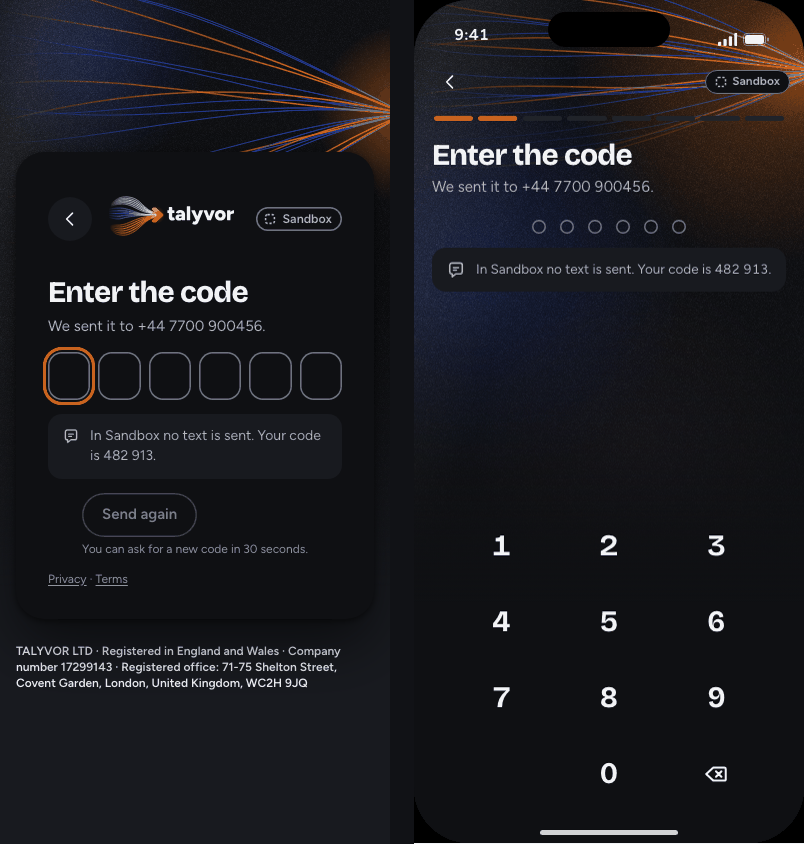 talyvor
Sandbox
Enter the code
We sent it to +44 7700 900456.
In Sandbox no text is sent. Your code
is 482 913.
Send again
You can ask for a new code in 30 seconds.
Privacy · Terms
TALYVOR LTD · Registered in England and Wales · Company
number 17299143 · Registered office: 71-75 Shelton Street,
Covent Garden, London, United Kingdom, WC2H 9JQ
9:41
Sandbox
Enter the code
We sent it to +44 7700 900456.
In Sandbox no text is sent. Your code is 482 913.
1 2 3
4 5 6
7 8 9
0